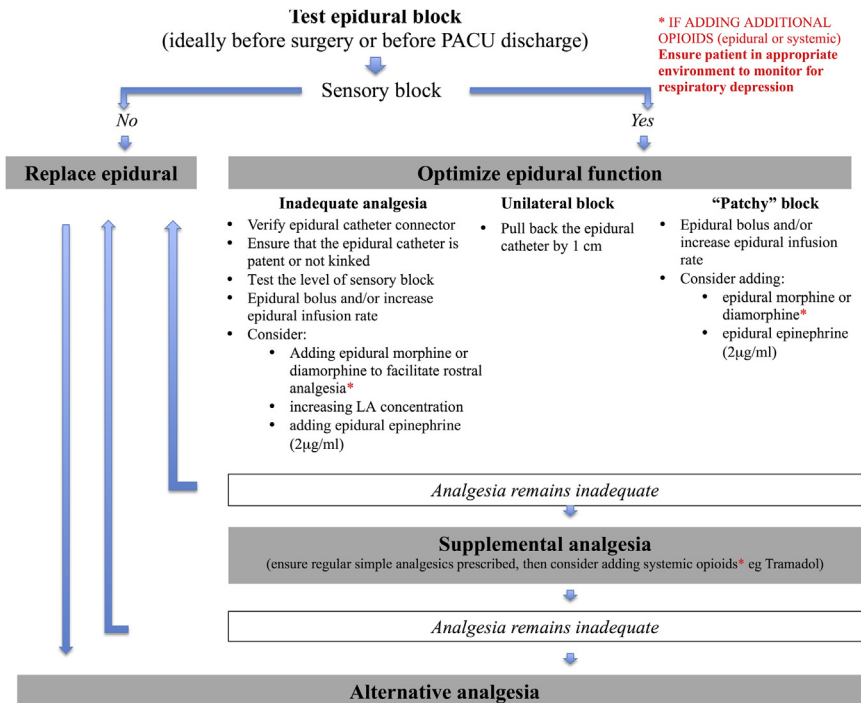 Test epidural block
(ideally before surgery or before PACU discharge)
* IF ADDING ADDITIONAL
OPIOIDS (epidural or systemic)
Ensure patient in appropriate
environment to monitor for
respiratory depression
Sensory block
No
Yes
Replace epidural
Optimize epidural function
Inadequate analgesia
• Verify epidural catheter connector
• Ensure that the epidural catheter is
patent or not kinked
• Test the level of sensory block
• Epidural bolus and/or increase
epidural infusion rate
• Consider:
• Adding epidural morphine or
diamorphine to facilitate rostral
analgesia*
• increasing LA concentration
• adding epidural epinephrine
(2μg/ml)
Unilateral block
• Pull back the epidural
catheter by 1 cm
“Patchy” block
• Epidural bolus and/or
increase epidural infusion
rate
• Consider adding:
• epidural morphine or
diamorphine*
• epidural epinephrine
(2μg/ml)
Analgesia remains inadequate
Supplemental analgesia
(ensure regular simple analgesics prescribed, then consider adding systemic opioids* eg Tramadol)
Analgesia remains inadequate
Alternative analgesia